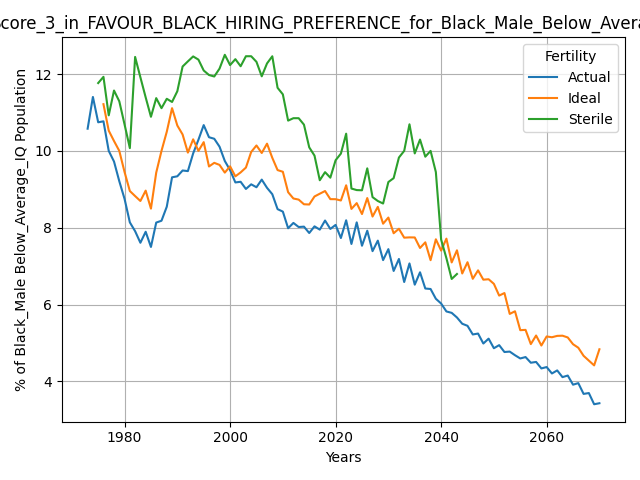 core_3_in_FAVOUR_BLACK_HIRING_PREFERENCE_for_Black_Male_Below_Avera
Fertility
Actual
Ideal
Sterile
% of Black_Male Below_Average_IQ Population
12
10
8
6
4
1980 2000 2020 2040 2060
Years